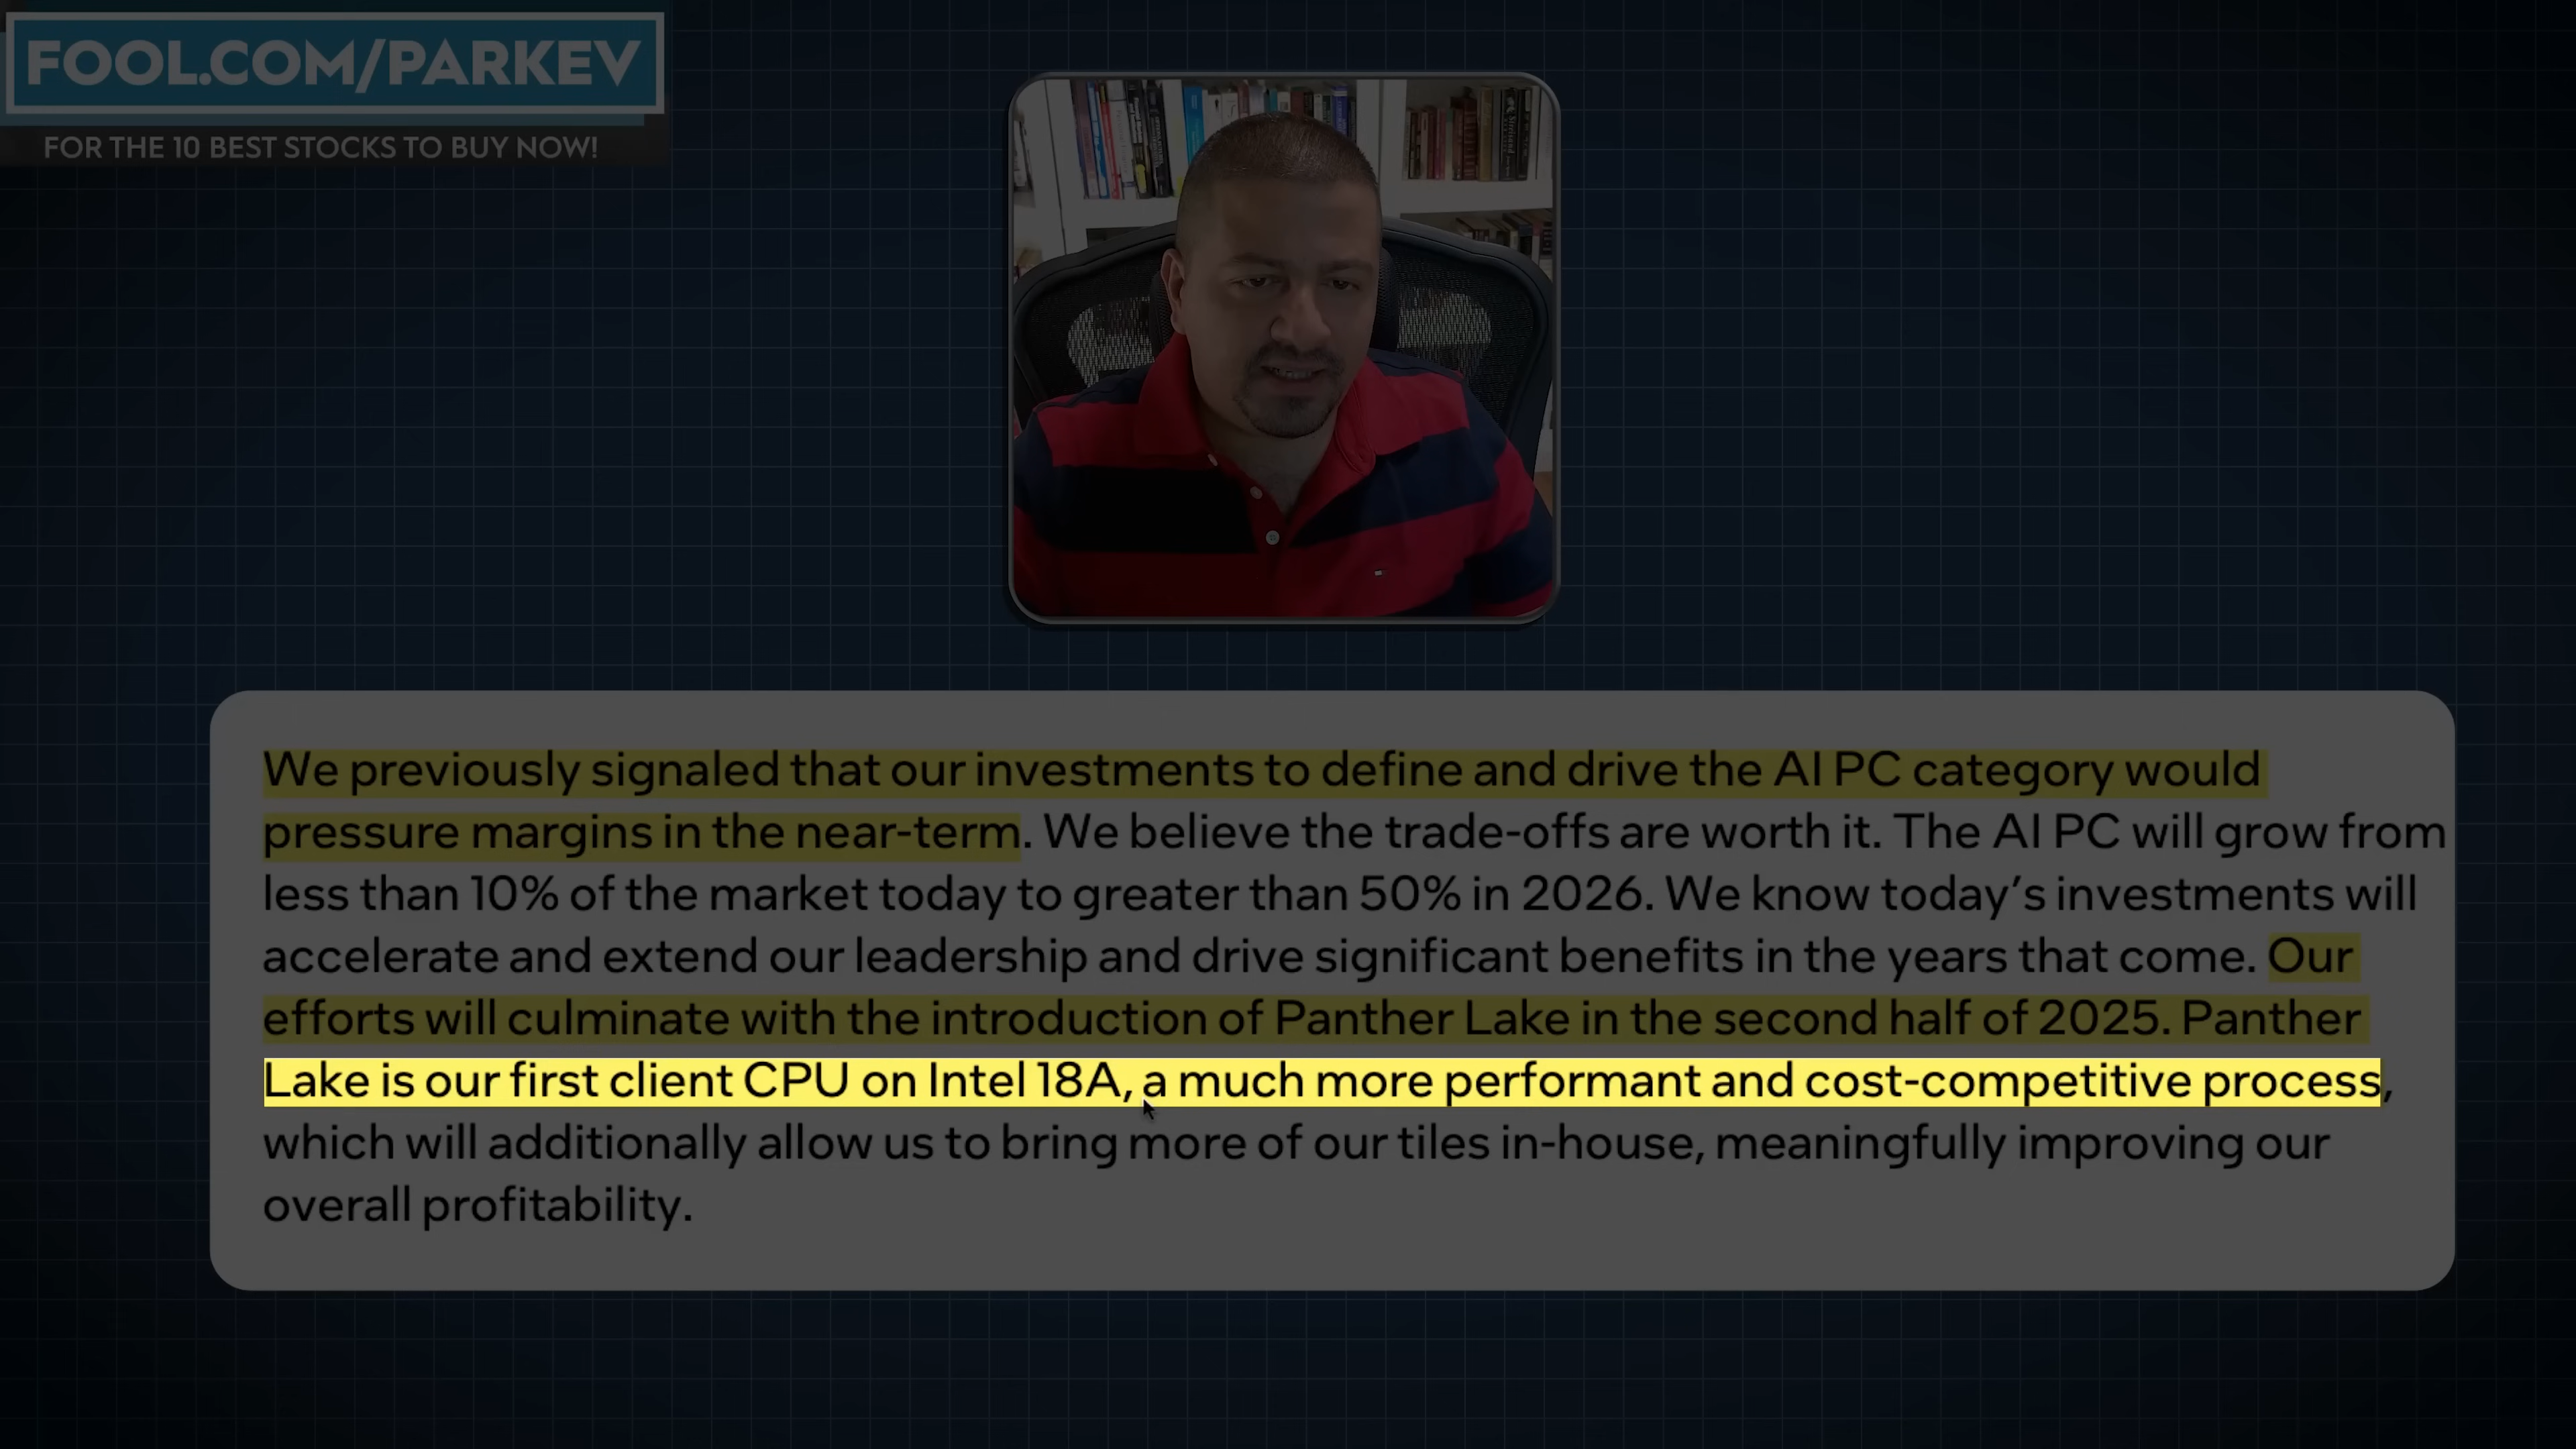 FOOL.COM/PARKEV
FOR THE 10 BEST STOCKS TO BUY NOW!
We previously signaled that our investments to define and drive the AI PC category would
pressure margins in the near-term. We believe the trade-offs are worth it. The AI PC will grow from
less than 10% of the market today to greater than 50% in 2026. We know today’s investments will
accelerate and extend our leadership and drive significant benefits in the years that come. Our
efforts will culminate with the introduction of Panther Lake in the second half of 2025. Panther
Lake is our first client CPU on Intel 18A, a much more performant and cost-competitive process,
which will additionally allow us to bring more of our tiles in-house, meaningfully improving our
overall profitability.